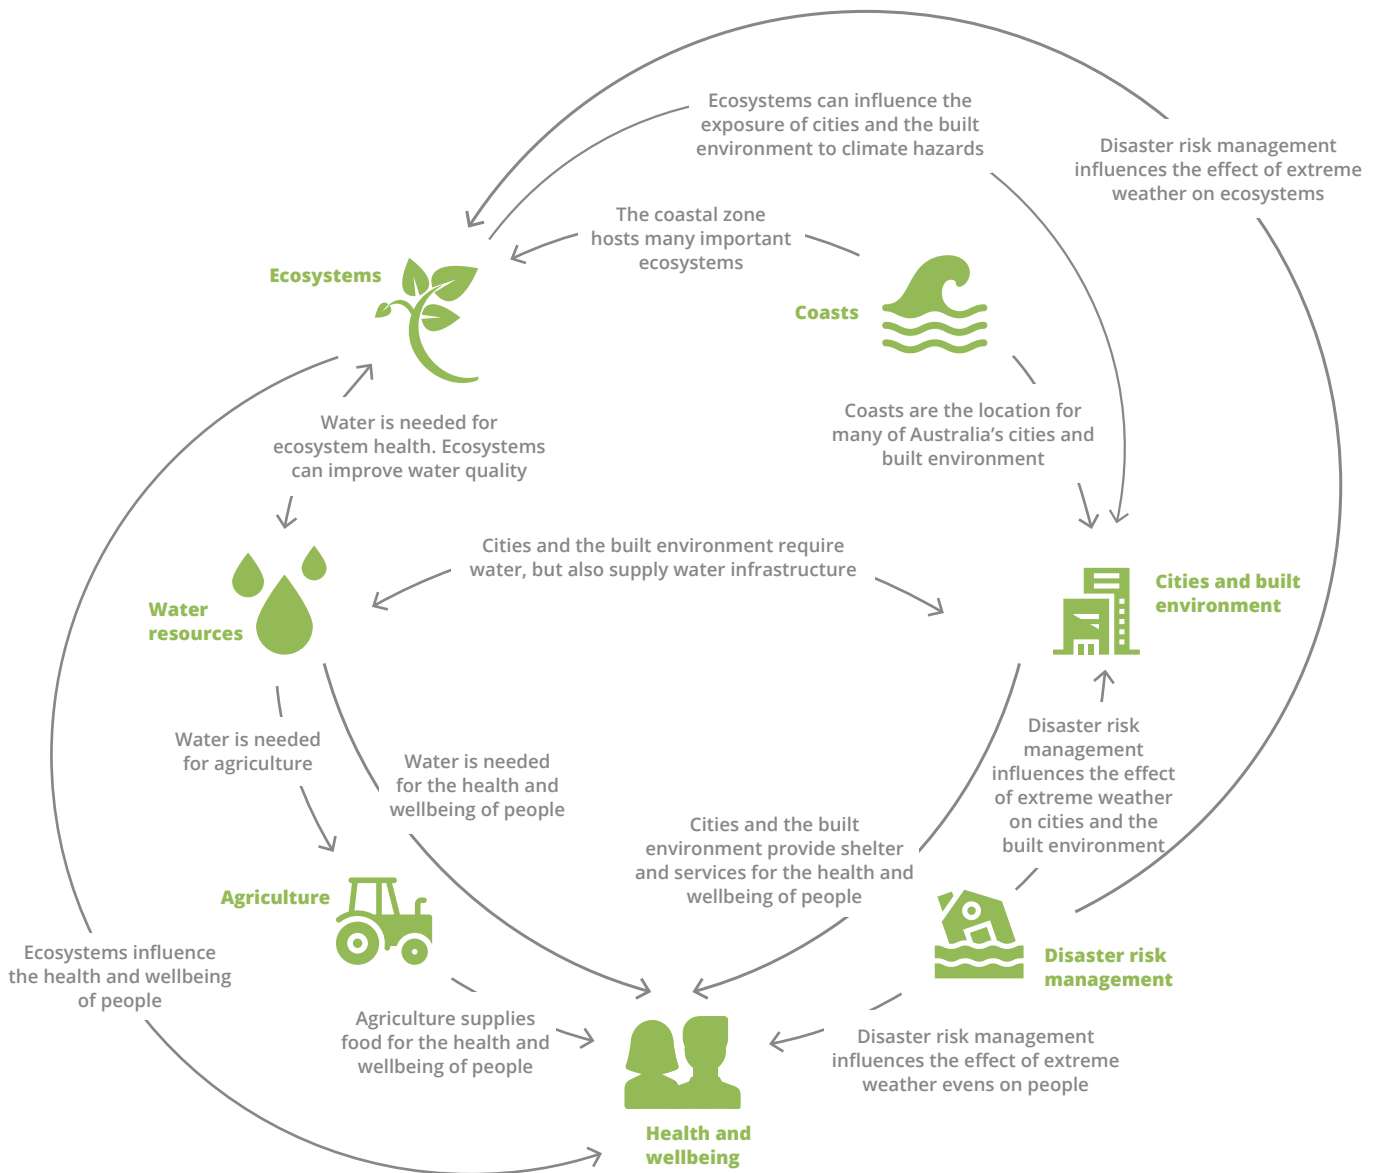 Ecosystems can influence the
exposure of cities and the built
environment to climate hazards
Disaster risk management
influences the effect of extreme
weather on ecosystems
The coastal zone
hosts many important
ecosystems
Ecosystems
Coasts
Water is needed for
ecosystem health. Ecosystems
can improve water quality
Coasts are the location for
many of Australia's cities and
built environment
Cities and the built environment require
water, but also supply water infrastructure
Water
resources
Cities and built
environment
Water is needed
for agriculture
Water is needed
for the health and
wellbeing of people
Disaster risk
management
influences the effect
of extreme weather
on cities and the
built environment
Cities and the built
environment provide shelter
and services for the health and
wellbeing of people
Agriculture
Disaster risk
management
Ecosystems influence
the health and wellbeing
of people
Agriculture supplies
food for the health and
wellbeing of people
Disaster risk management
influences the effect of extreme
weather evens on people
Health and
wellbeing